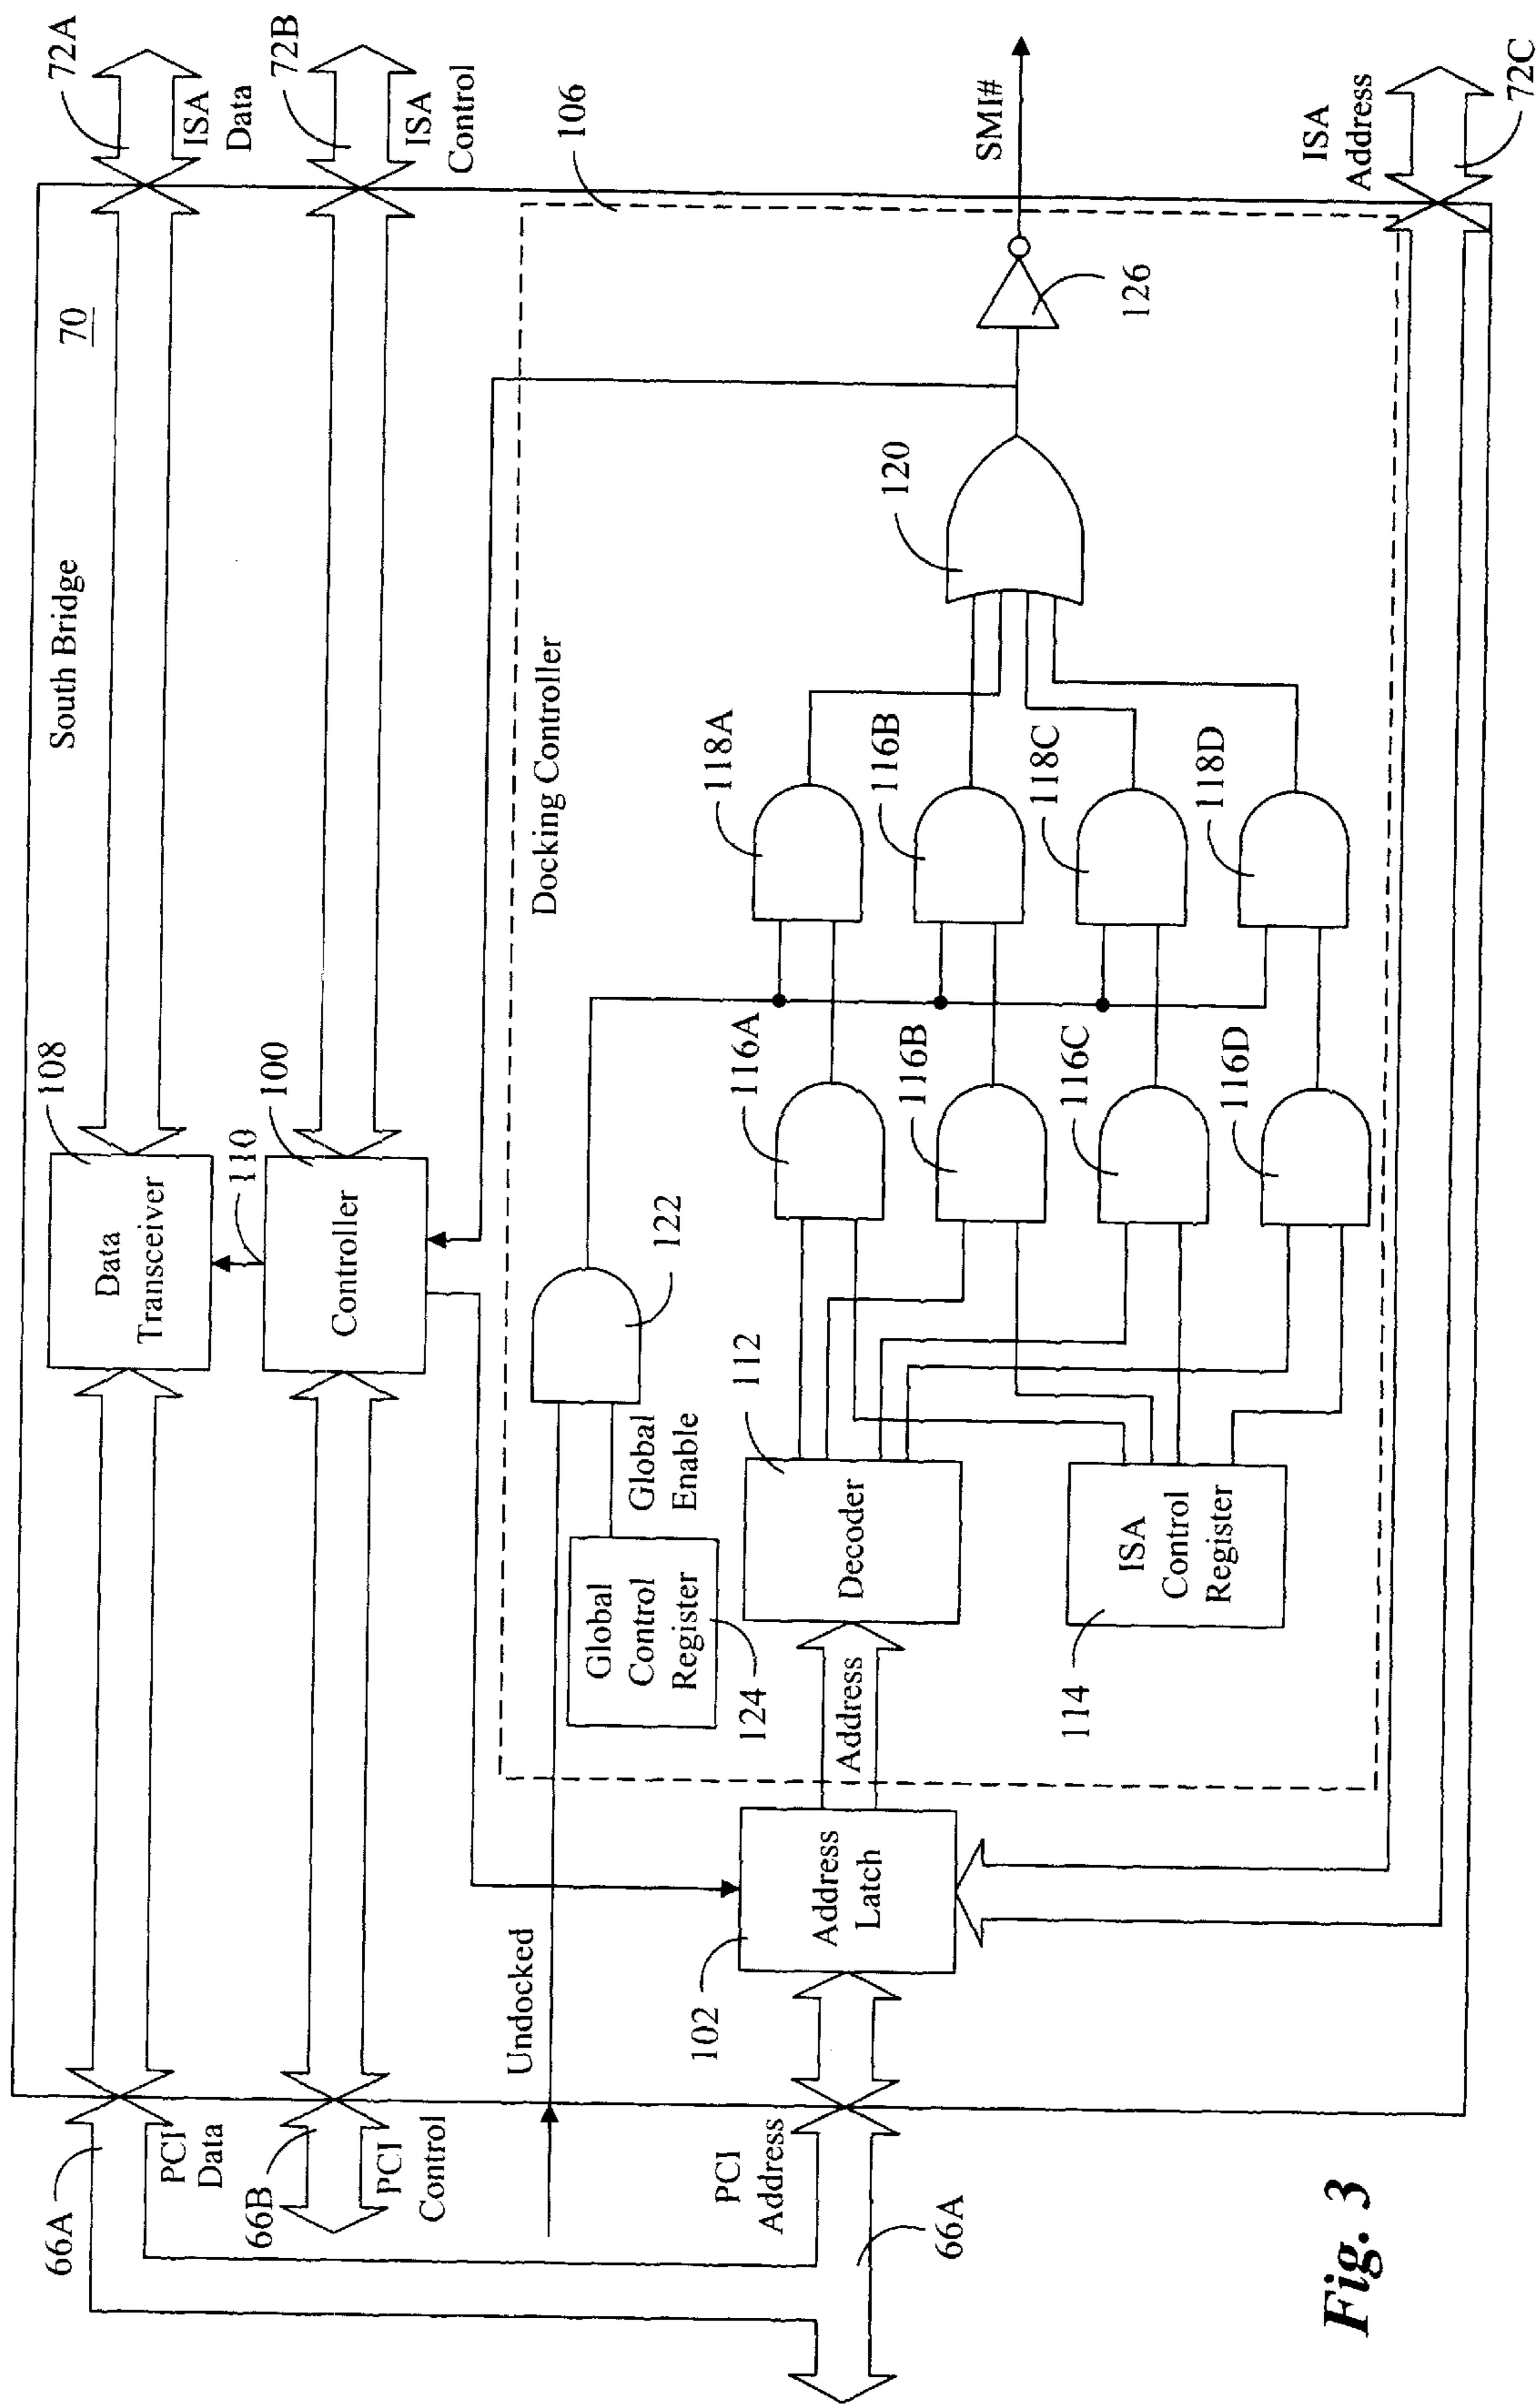 72A
ISA
Data
72B
ISA
Control
106
SMI#
ISA
Address
72C
70
South Bridge
126
120
Docking Controller
118A
116B
118C
118D
108
Data
Transceiver
110
100
Controller
122
116A
116B
116C
116D
112
Global
Enable
Global
Control
Register
124
Decoder
ISA
Control
Register
114
Address
Address
Latch
102
Undocked
66A
PCI
Data
66B
PCI
Control
PCI
Address
66A
Fig. 3